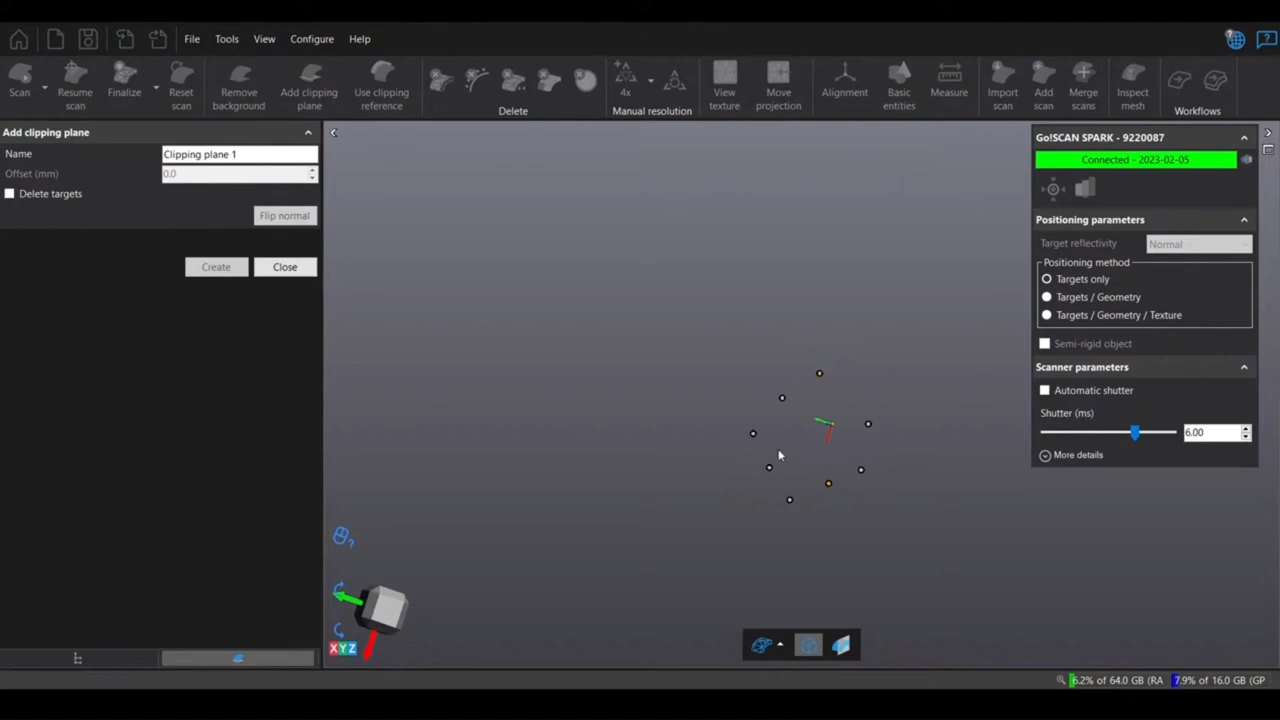 File Tools View Configure Help
Scan
Resume scan
Finalize
Reset scan
Remove background
Add clipping plane
Use clipping reference
Delete
4x
Manual resolution
View texture
Move projection
Alignment
Basic entities
Measure
Import scan
Add scan
Merge scans
Inspect mesh
Workflows
Add clipping plane
Name Clipping plane 1
Offset (mm) 0.0
Delete targets
Flip normal
Create Close
Go!SCAN SPARK - 9220087
Connected - 2023-02-05
Positioning parameters
Target reflectivity Normal
Positioning method
Targets only
Targets / Geometry
Targets / Geometry / Texture
Semi-rigid object
Scanner parameters
Automatic shutter
Shutter (ms)
6.00
More details
?
XYZ
6.2% of 64.0 GB (RA 7.9% of 16.0 GB (GP